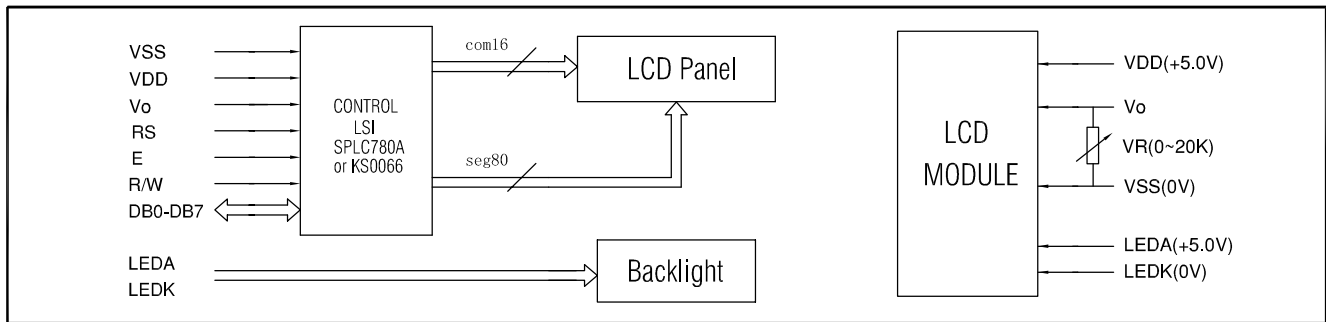 VSS
VDD
Vo
RS
E
R/W
DB0-DB7
LEDA
LEDK
CONTROL
LSI
SPLC780A
or KS0066
com16
seg80
LCD Panel
Backlight
LCD
MODULE
VDD(+5.0V)
Vo
VR(0~20K)
VSS(0V)
LEDA(+5.0V)
LEDK(0V)